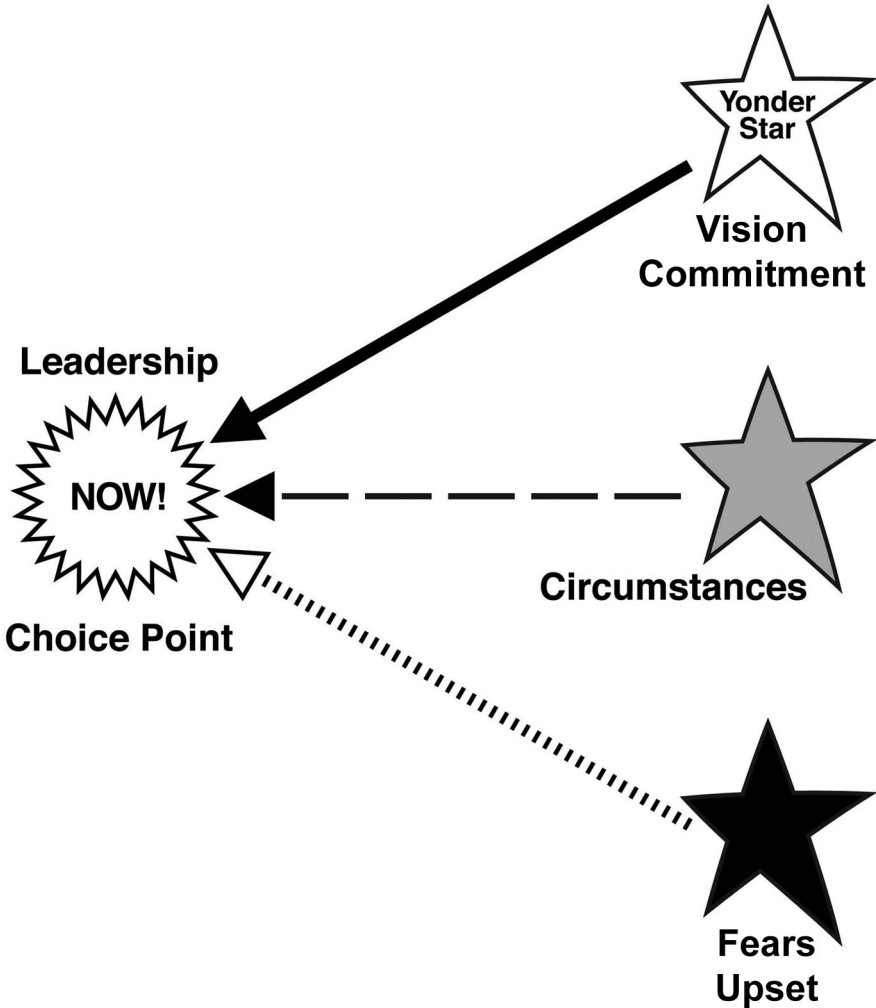 Yonder
Star
Vision
Commitment
Leadership
NOW!
Choice Point
Circumstances
Fears
Upset